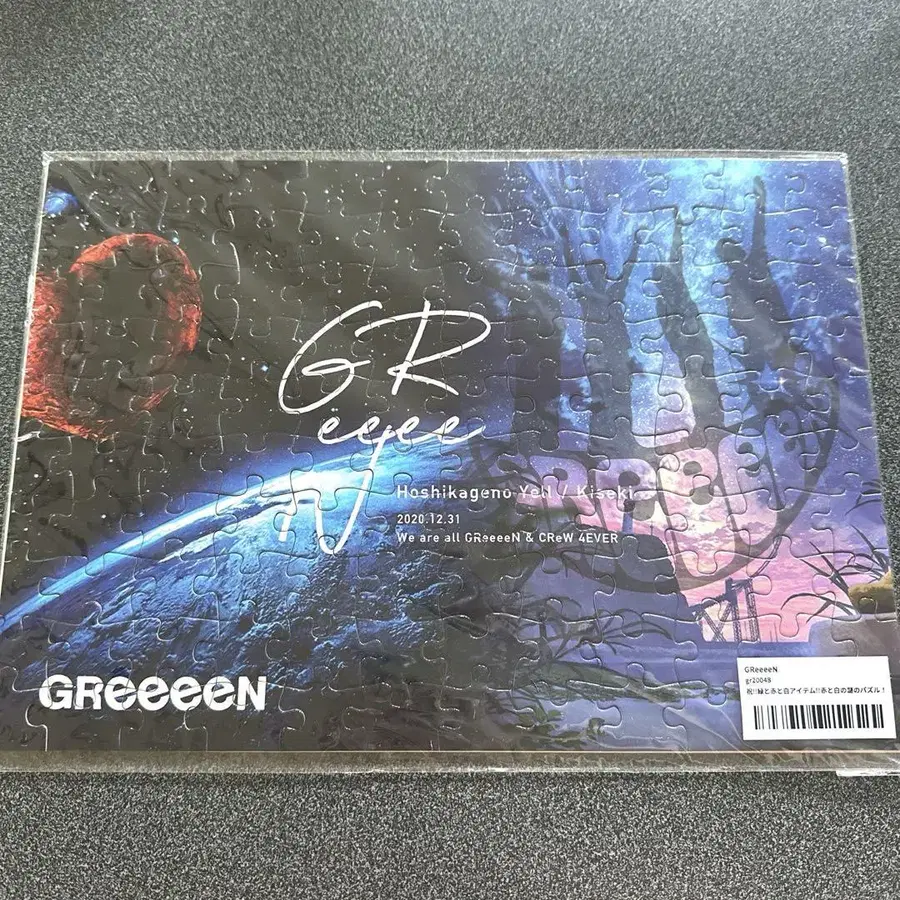 GR
eeee
N
Hoshikageno Yell / Kiseki
2020.12.31
We are all GReeeeN & CReW 4EVER
GReeeeN
GReeeeN
gr20048
祝!!緑と赤と白アイテム!!赤と白の謎のパズル!